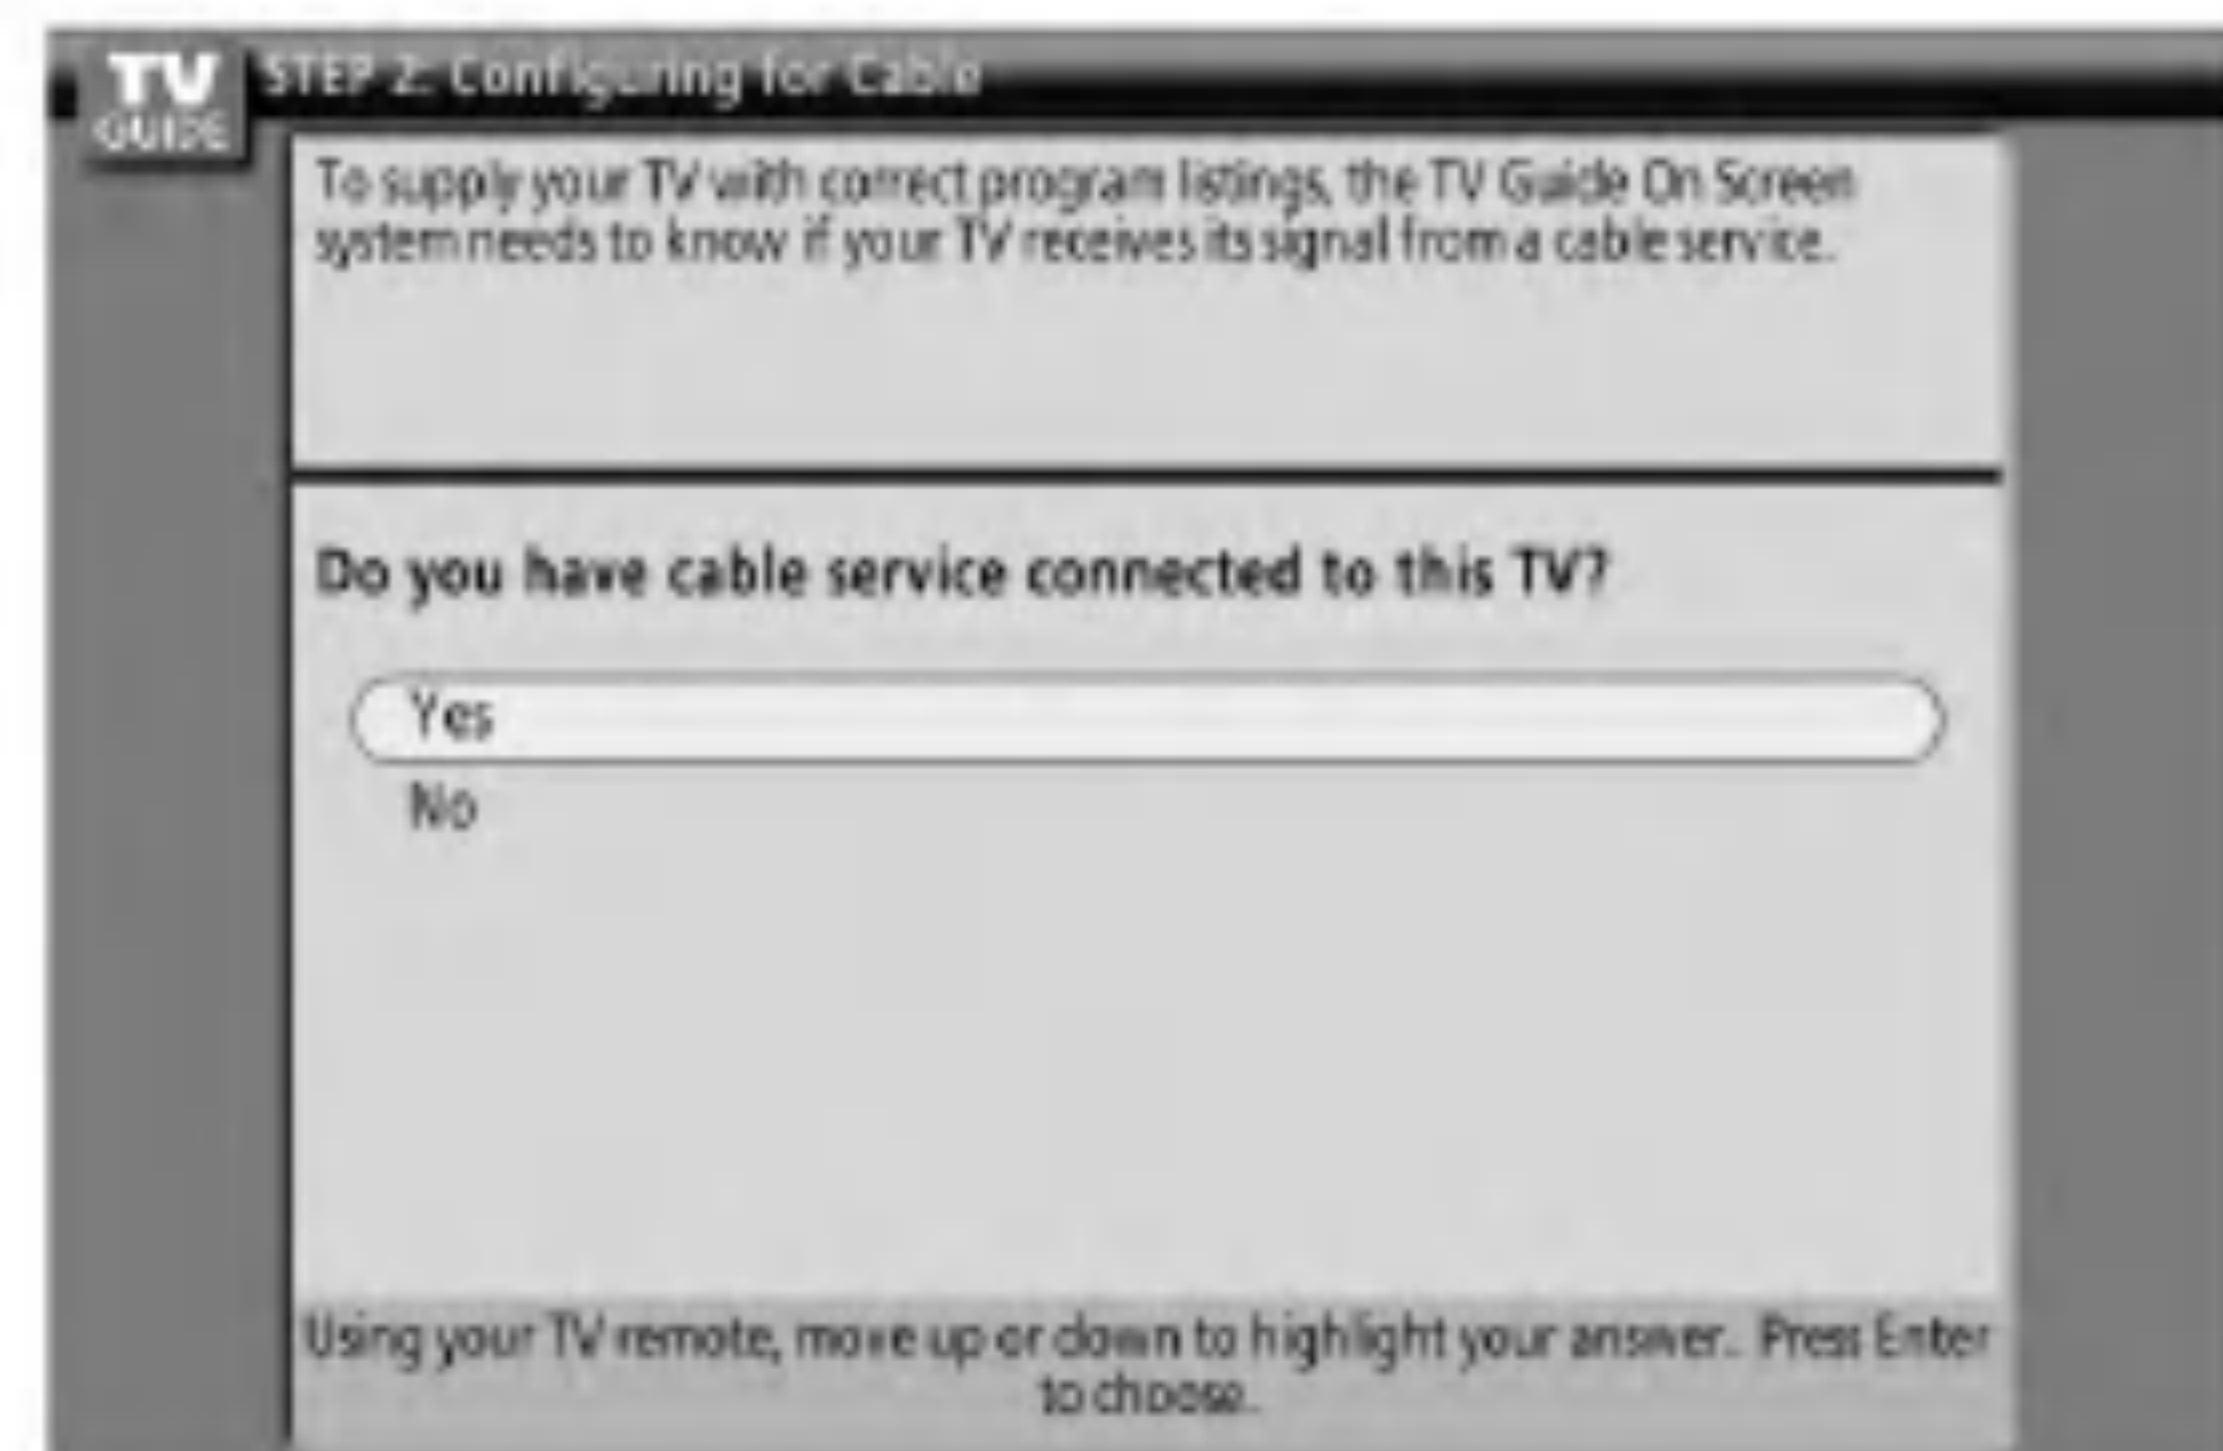 TV
GUIDE
STEP 2: Configuring for Cable
To supply your TV with correct program listings, the TV Guide On Screen
system needs to know if your TV receives its signal from a cable service.
Do you have cable service connected to this TV?
Yes
No
Using your TV remote, move up or down to highlight your answer. Press Enter
to choose.